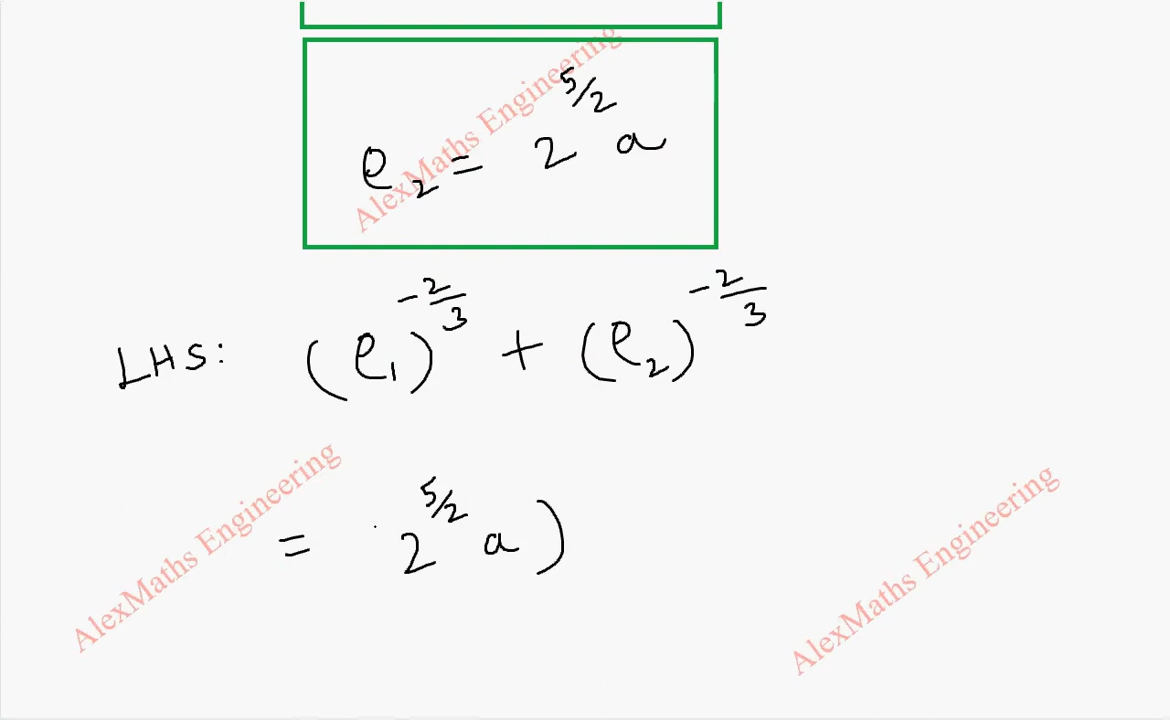 ρ₂ = 2^(5/2) a
LHS: (ρ₁)^(-2/3) + (ρ₂)^(-2/3)
= 2^(5/2) a)
AlexMaths Engineering
AlexMaths Engineering
AlexMaths Engineering